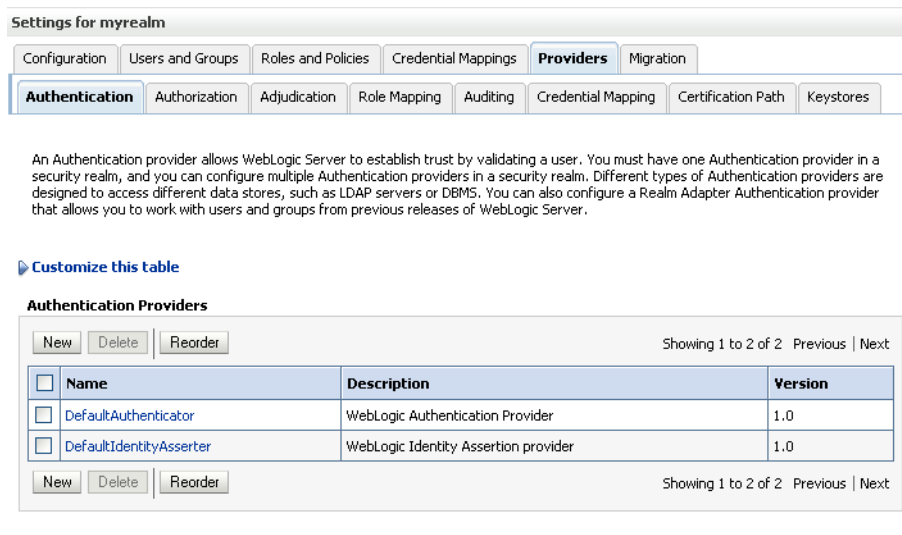 Settings for myrealm
Configuration Users and Groups Roles and Policies Credential Mappings Providers Migration
Authentication Authorization Adjudication Role Mapping Auditing Credential Mapping Certification Path Keystores
An Authentication provider allows WebLogic Server to establish trust by validating a user. You must have one Authentication provider in a
security realm, and you can configure multiple Authentication providers in a security realm. Different types of Authentication providers are
designed to access different data stores, such as LDAP servers or DBMS. You can also configure a Realm Adapter Authentication provider
that allows you to work with users and groups from previous releases of WebLogic Server.
Customize this table
Authentication Providers
New Delete Reorder Showing 1 to 2 of 2 Previous | Next
Name Description Version
DefaultAuthenticator WebLogic Authentication Provider 1.0
DefaultIdentityAsserter WebLogic Identity Assertion provider 1.0
New Delete Reorder Showing 1 to 2 of 2 Previous | Next